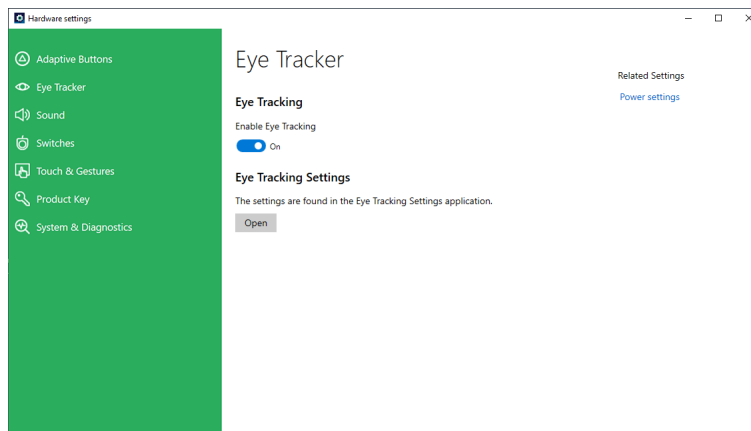 Hardware settings
Adaptive Buttons
Eye Tracker
Sound
Switches
Touch & Gestures
Product Key
System & Diagnostics
Eye Tracker
Eye Tracking
Enable Eye Tracking
On
Eye Tracking Settings
The settings are found in the Eye Tracking Settings application.
Open
Related Settings
Power settings